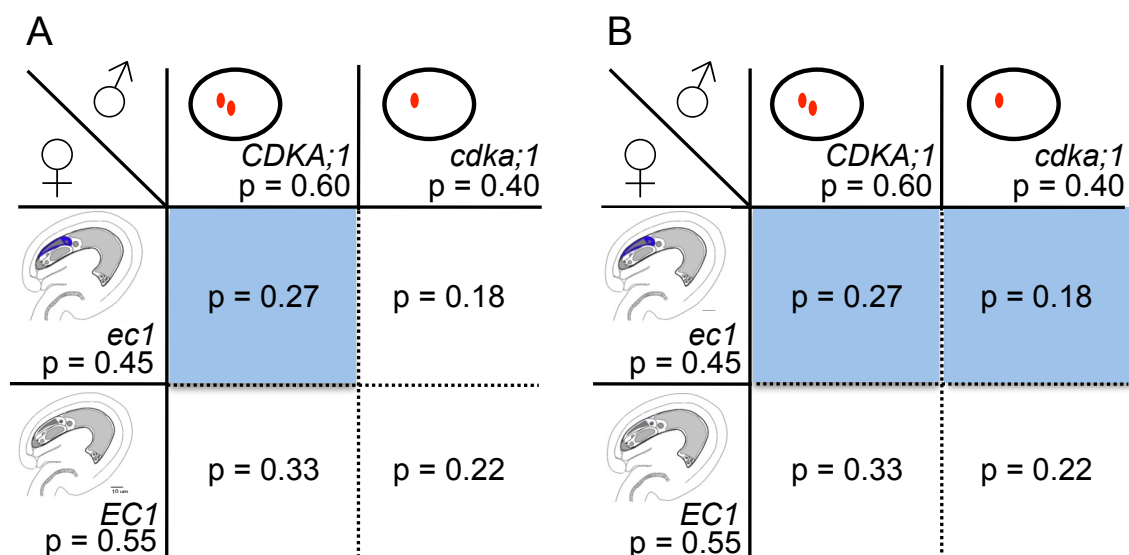 A
♂
♀
CDKA;1
p = 0.60
cdka;1
p = 0.40
ec1
p = 0.45
p = 0.27
p = 0.18
10 um
EC1
p = 0.55
p = 0.33
p = 0.22
B
♂
♀
CDKA;1
p = 0.60
cdka;1
p = 0.40
ec1
p = 0.45
p = 0.27
p = 0.18
EC1
p = 0.55
p = 0.33
p = 0.22